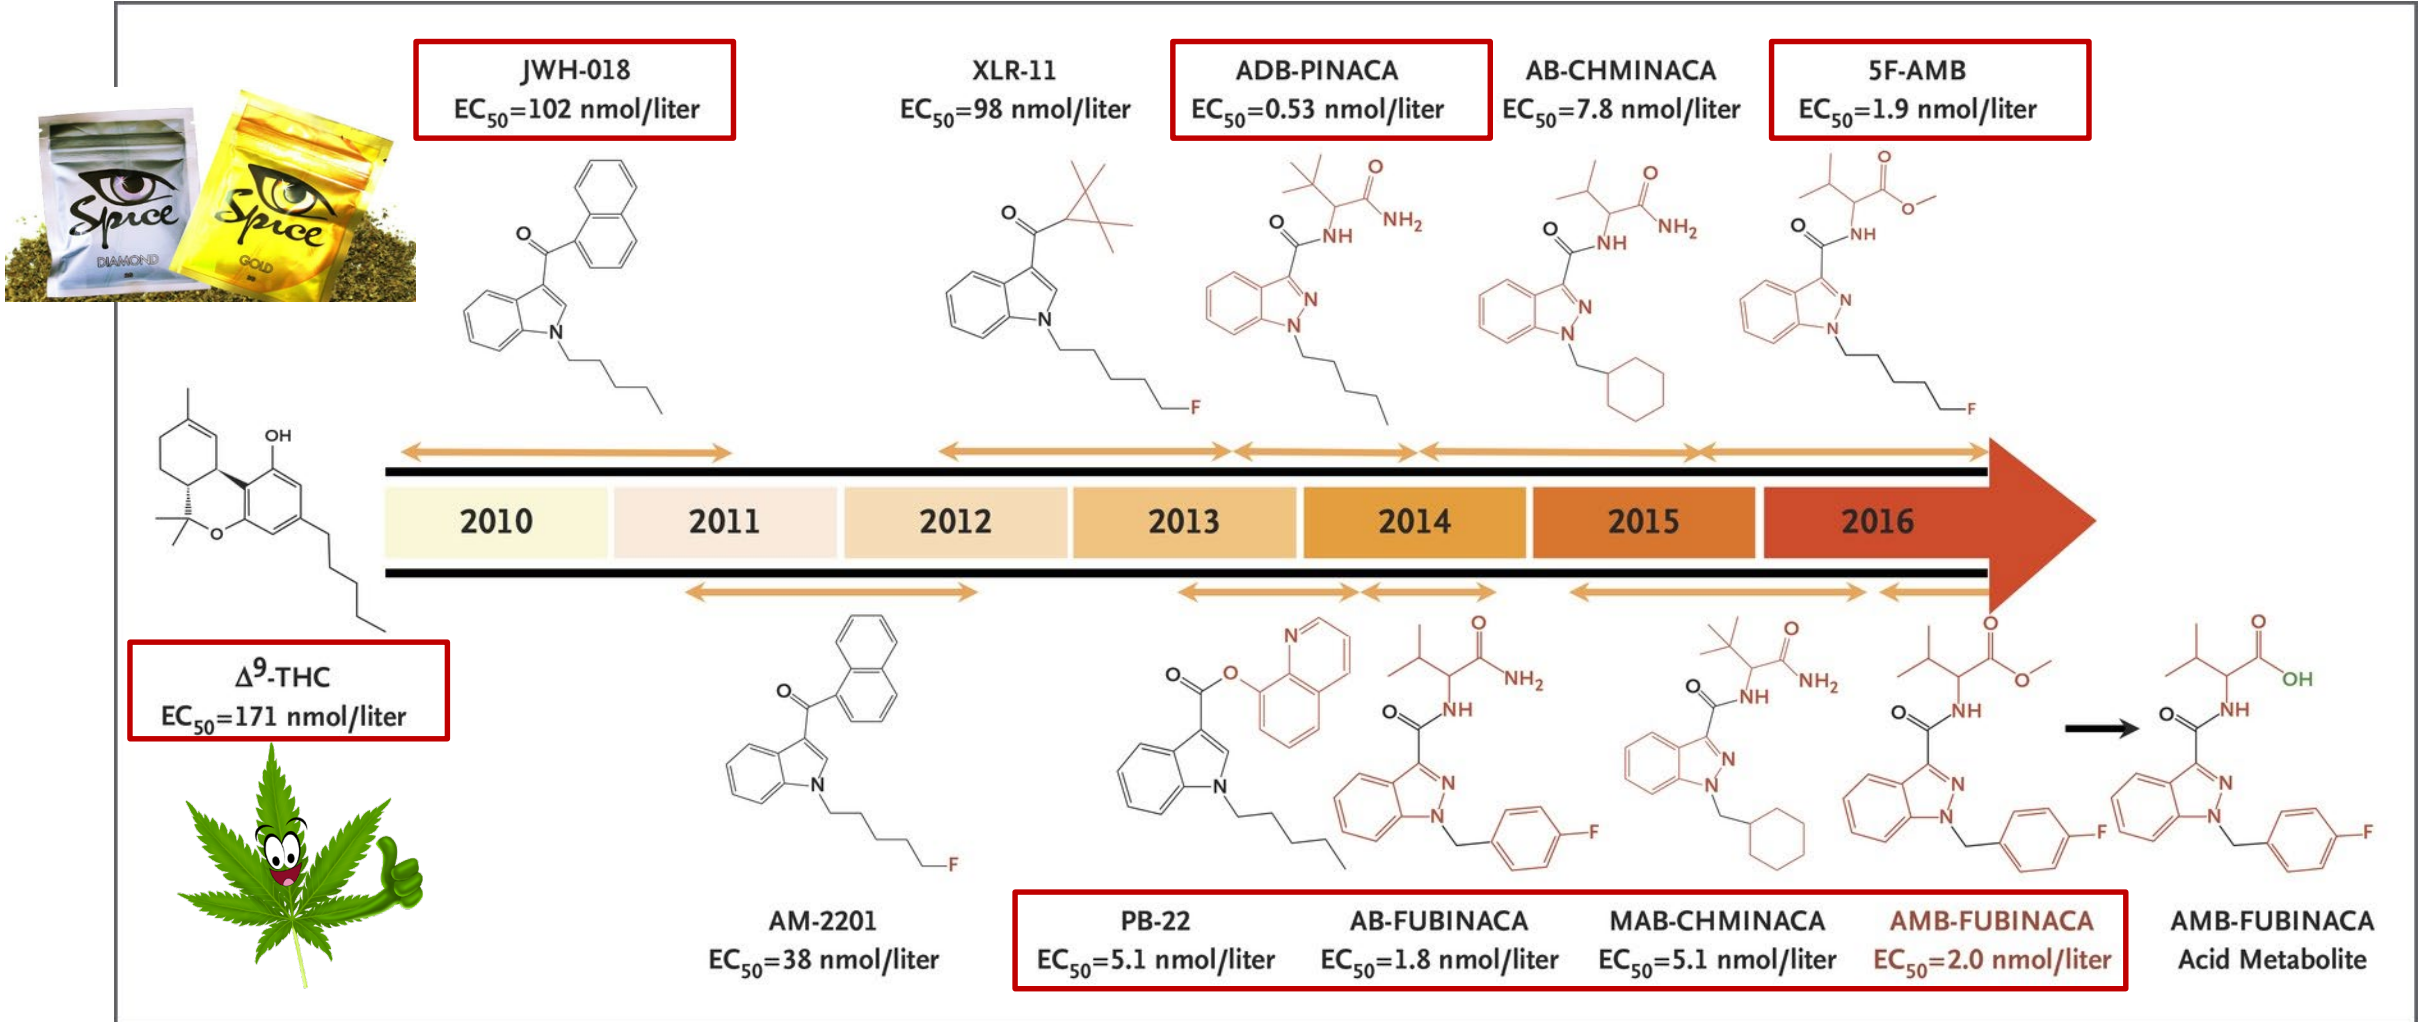 JWH-018
EC50=102 nmol/liter
XLR-11
EC50=98 nmol/liter
ADB-PINACA
EC50=0.53 nmol/liter
AB-CHMINACA
EC50=7.8 nmol/liter
5F-AMB
EC50=1.9 nmol/liter
Spice
DIAMOND
Spice
GOLD
O
N
O
N
F
O
NH2
O
NH
N
N
O
NH2
O
NH
N
N
O
O
O
NH
N
N
F
OH
O
2010
2011
2012
2013
2014
2015
2016
Δ9-THC
EC50=171 nmol/liter
O
N
F
N
O
O
N
O
NH2
O
NH
N
N
F
O
NH2
O
NH
N
N
O
O
O
NH
N
N
F
O
OH
O
NH
N
N
F
AM-2201
EC50=38 nmol/liter
PB-22
EC50=5.1 nmol/liter
AB-FUBINACA
EC50=1.8 nmol/liter
MAB-CHMINACA
EC50=5.1 nmol/liter
AMB-FUBINACA
EC50=2.0 nmol/liter
AMB-FUBINACA
Acid Metabolite